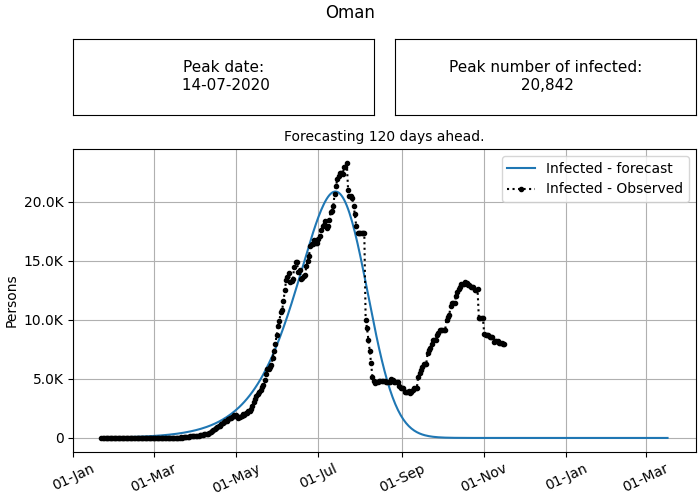 Oman
Peak date:
14-07-2020
Peak number of infected:
20,842
Forecasting 120 days ahead.
Infected - forecast
Infected - Observed
Persons
20.0K
15.0K
10.0K
5.0K
0
01-Jan
01-Mar
01-May
01-Jul
01-Sep
01-Nov
01-Jan
01-Mar